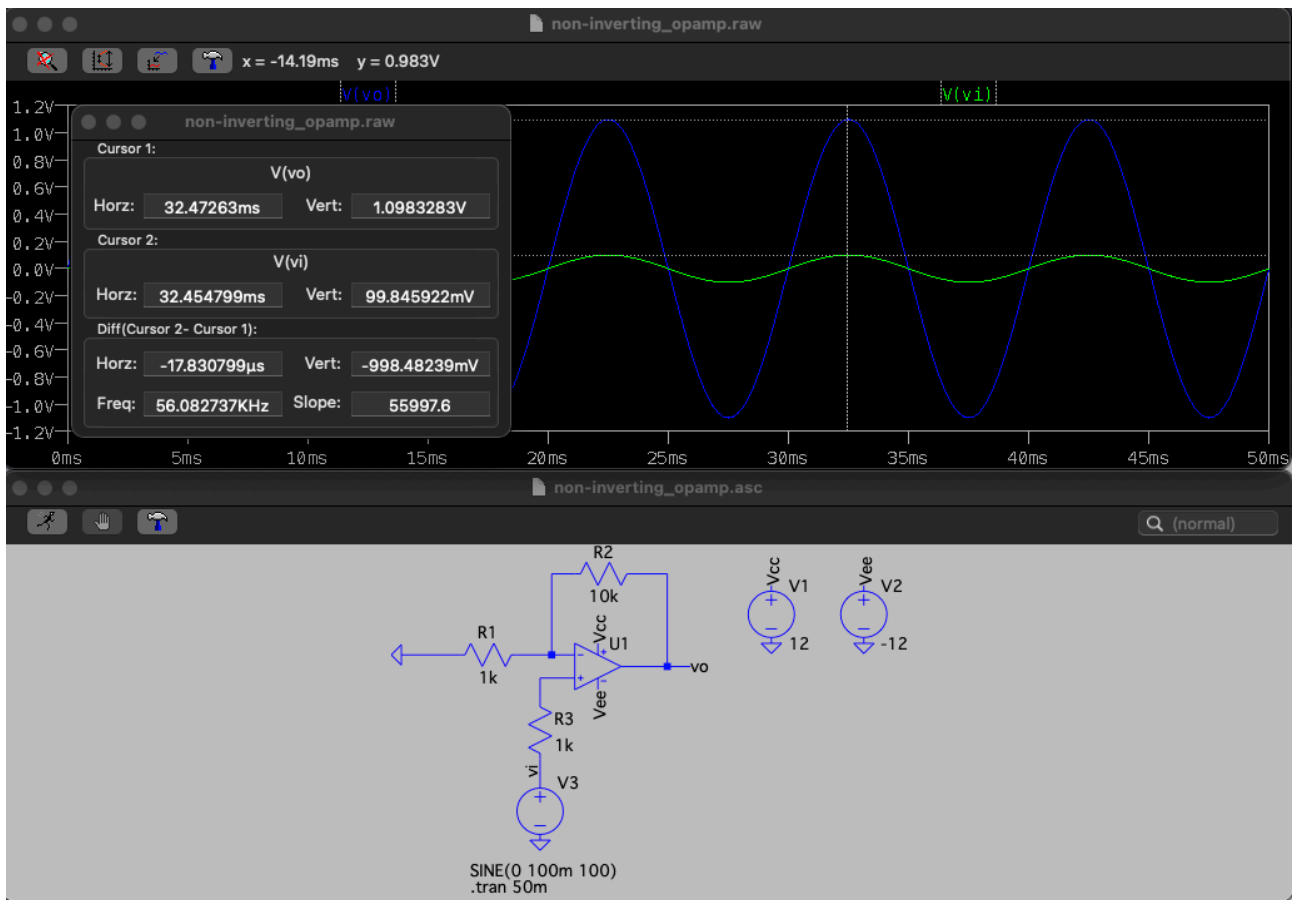 non-inverting_opamp.raw
x = -14.19ms y = 0.983V
V(vo) V(vi)
1.2V
1.0V
0.8V
0.6V
0.4V
0.2V
0.0V
-0.2V
-0.4V
-0.6V
-0.8V
-1.0V
-1.2V
non-inverting_opamp.raw
Cursor 1:
V(vo)
Horz: 32.47263ms Vert: 1.0983283V
Cursor 2:
V(vi)
Horz: 32.454799ms Vert: 99.845922mV
Diff(Cursor 2- Cursor 1):
Horz: -17.830799µs Vert: -998.48239mV
Freq: 56.082737KHz Slope: 55997.6
0ms 5ms 10ms 15ms 20ms 25ms 30ms 35ms 40ms 45ms 50ms
non-inverting_opamp.asc
(normal)
R2
10k
R1
1k
Vcc
U1
Vee
vo
R3
1k
vi
V3
SINE(0 100m 100)
.tran 50m
Vcc
V1
12
Vee
V2
-12